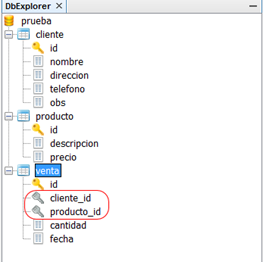 DbExplorer
prueba
cliente
id
nombre
direccion
telefono
obs
producto
id
descripcion
precio
venta
id
cliente_id
producto_id
cantidad
fecha